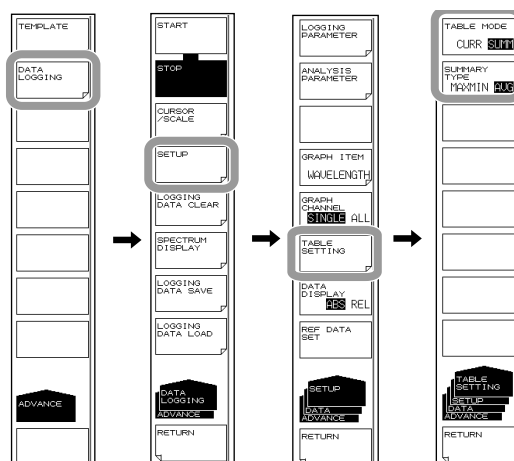 TEMPLATE
DATA
LOGGING
ADVANCE
START
STOP
CURSOR
/SCALE
SETUP
LOGGING
DATA CLEAR
SPECTRUM
DISPLAY
LOGGING
DATA SAVE
LOGGING
DATA LOAD
DATA
LOGGING
ADVANCE
RETURN
LOGGING
PARAMETER
ANALYSIS
PARAMETER
GRAPH ITEM
WAVELENGTH
GRAPH
CHANNEL
SINGLE ALL
TABLE
SETTING
DATA
DISPLAY
ABS REL
REF DATA
SET
SETUP
DATA
ADVANCE
RETURN
TABLE MODE
CURR SUMM
SUMMARY
TYPE
MAXMIN AVG
TABLE
SETTING
SETUP
DATA
ADVANCE
RETURN